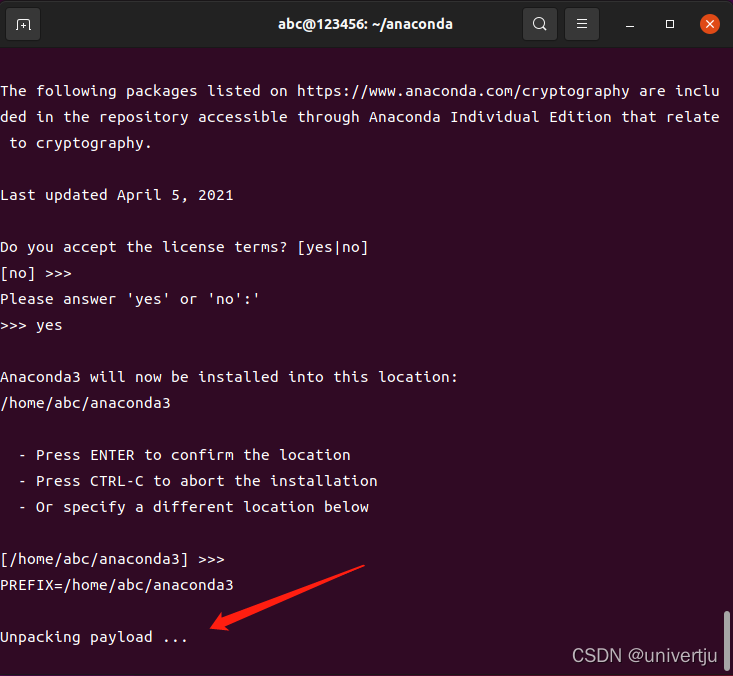 abc@123456: ~/anaconda
The following packages listed on https://www.anaconda.com/cryptography are inclu
ded in the repository accessible through Anaconda Individual Edition that relate
 to cryptography.
Last updated April 5, 2021
Do you accept the license terms? [yes|no]
[no] >>>
Please answer 'yes' or 'no':'
>>> yes
Anaconda3 will now be installed into this location:
/home/abc/anaconda3
  - Press ENTER to confirm the location
  - Press CTRL-C to abort the installation
  - Or specify a different location below
[/home/abc/anaconda3] >>>
PREFIX=/home/abc/anaconda3
Unpacking payload ...
CSDN @univertju